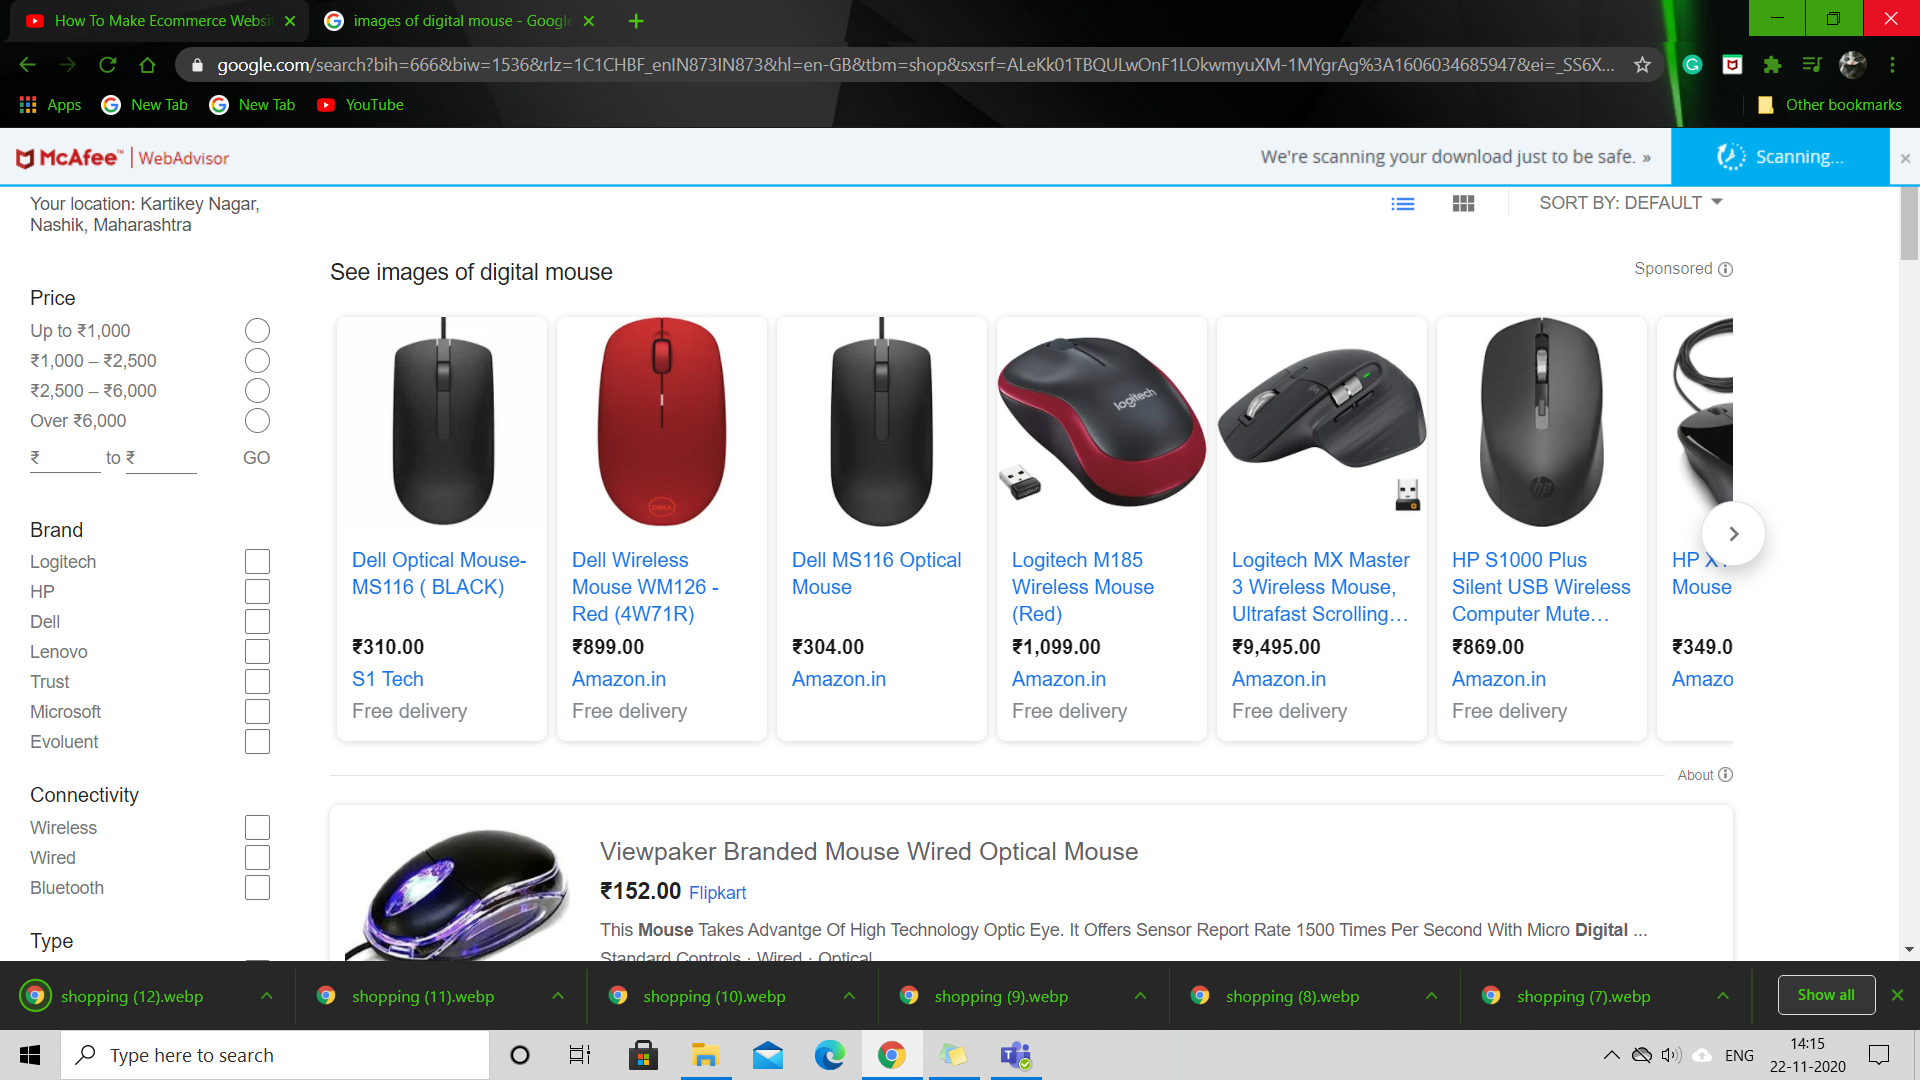 How To Make Ecommerce Websi
images of digital mouse - Google
google.com/search?bih=666&biw=1536&rlz=1C1CHBF_enIN873IN873&hl=en-GB&tbm=shop&sxsrf=ALeKk01TBQULwOnF1LOkwmyuXM-1MYgrAg%3A1606034685947&ei=_SS6X...
Apps
New Tab
New Tab
YouTube
Other bookmarks
McAfee™ | WebAdvisor
We're scanning your download just to be safe. »
Scanning...
Your location: Kartikey Nagar,
Nashik, Maharashtra
SORT BY: DEFAULT
See images of digital mouse
Sponsored
Price
Up to ₹1,000
₹1,000 – ₹2,500
₹2,500 – ₹6,000
Over ₹6,000
₹ to ₹ GO
Brand
Logitech
HP
Dell
Lenovo
Trust
Microsoft
Evoluent
Connectivity
Wireless
Wired
Bluetooth
Type
DELL
logitech
hp
Dell Optical Mouse-
MS116 ( BLACK)
₹310.00
S1 Tech
Free delivery
Dell Wireless
Mouse WM126 -
Red (4W71R)
₹899.00
Amazon.in
Free delivery
Dell MS116 Optical
Mouse
₹304.00
Amazon.in
Logitech M185
Wireless Mouse
(Red)
₹1,099.00
Amazon.in
Free delivery
Logitech MX Master
3 Wireless Mouse,
Ultrafast Scrolling…
₹9,495.00
Amazon.in
Free delivery
HP S1000 Plus
Silent USB Wireless
Computer Mute…
₹869.00
Amazon.in
Free delivery
HP
Mouse
₹349.0
Amazo
About
Viewpaker Branded Mouse Wired Optical Mouse
₹152.00 Flipkart
This Mouse Takes Advantge Of High Technology Optic Eye. It Offers Sensor Report Rate 1500 Times Per Second With Micro Digital ...
Standard Controls · Wired · Optical
shopping (12).webp
shopping (11).webp
shopping (10).webp
shopping (9).webp
shopping (8).webp
shopping (7).webp
Show all
Type here to search
ENG
14:15
22-11-2020